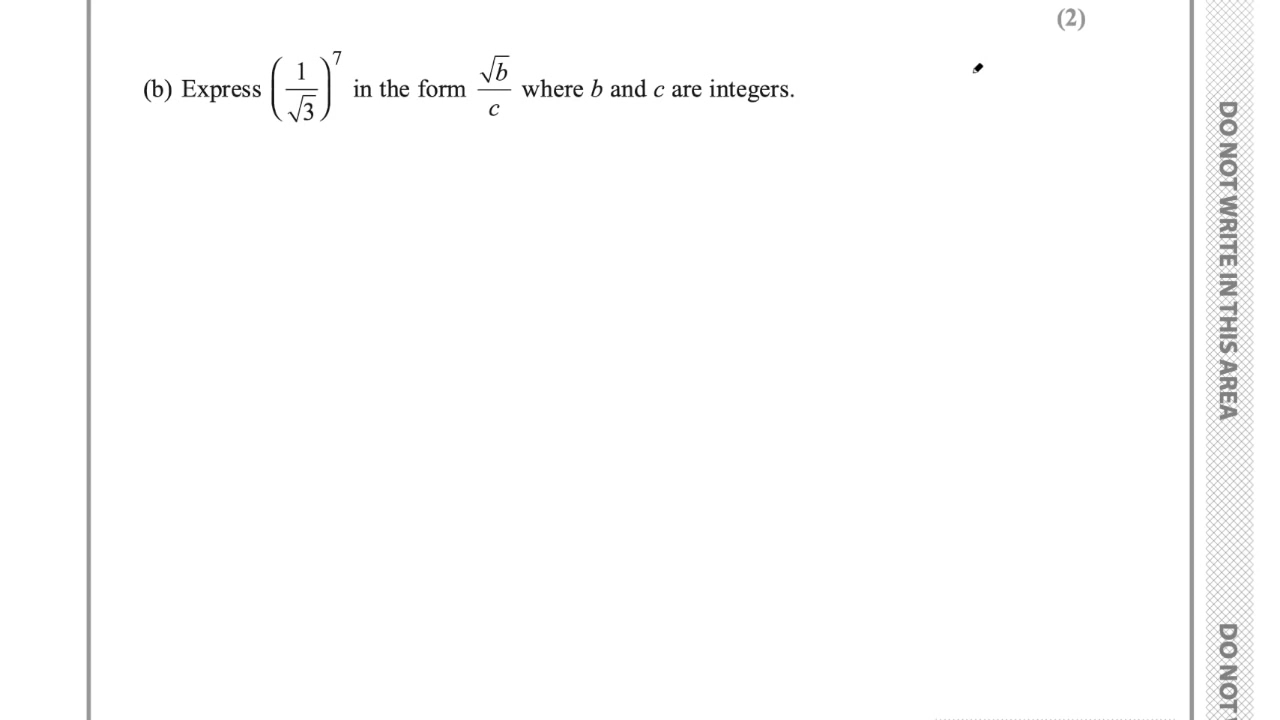 (2)
(b) Express (1/√3)^7 in the form √b/c where b and c are integers.
DO NOT WRITE IN THIS AREA
DO NOT